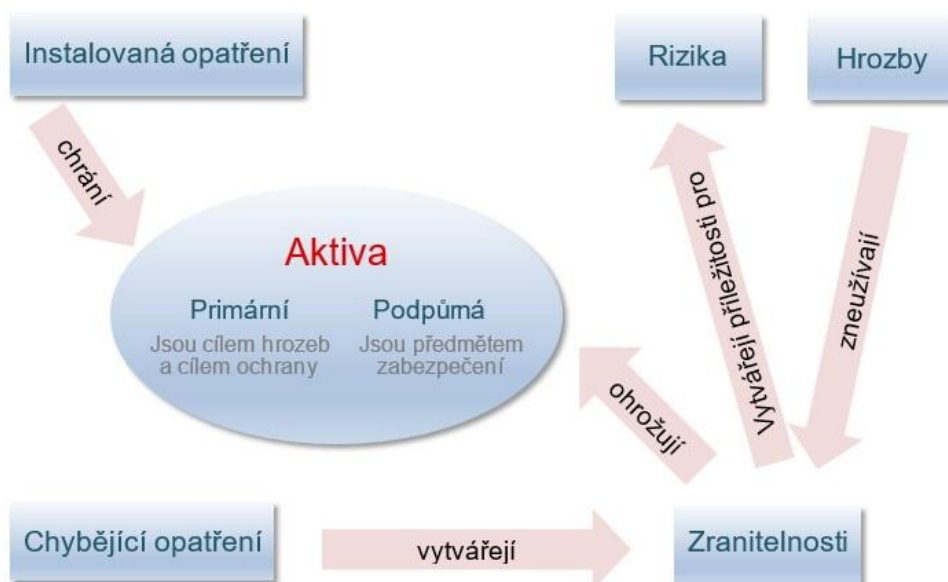 Instalovaná opatření
Rizika
Hrozby
chrání
Aktiva
Primární
Podpůrná
Jsou cílem hrozeb
a cílem ochrany
Jsou předmětem
zabezpečení
Vytvářejí příležitosti pro
zneužívají
ohrožují
Chybějící opatření
vytvářejí
Zranitelnosti